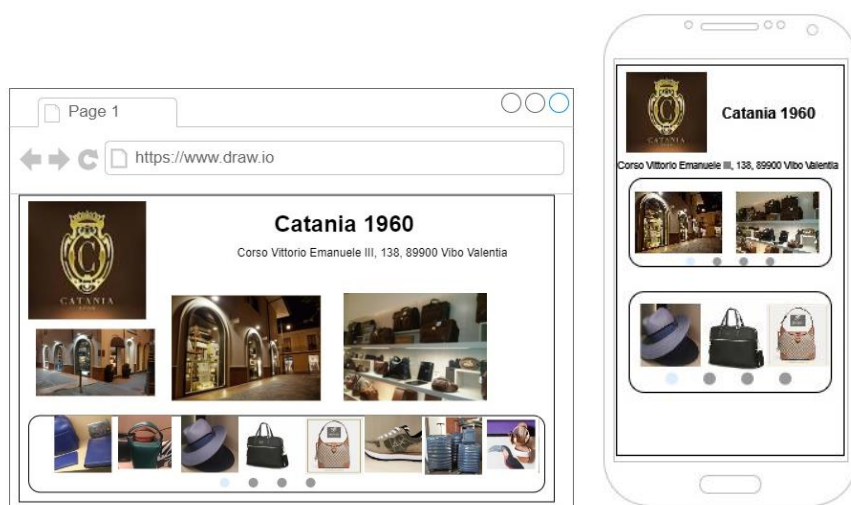 Page 1
https://www.draw.io
CATANIA
Catania 1960
Corso Vittorio Emanuele III, 138, 89900 Vibo Valentia
Catania 1960
Corso Vittorio Emanuele III, 138, 89900 Vibo Valentia